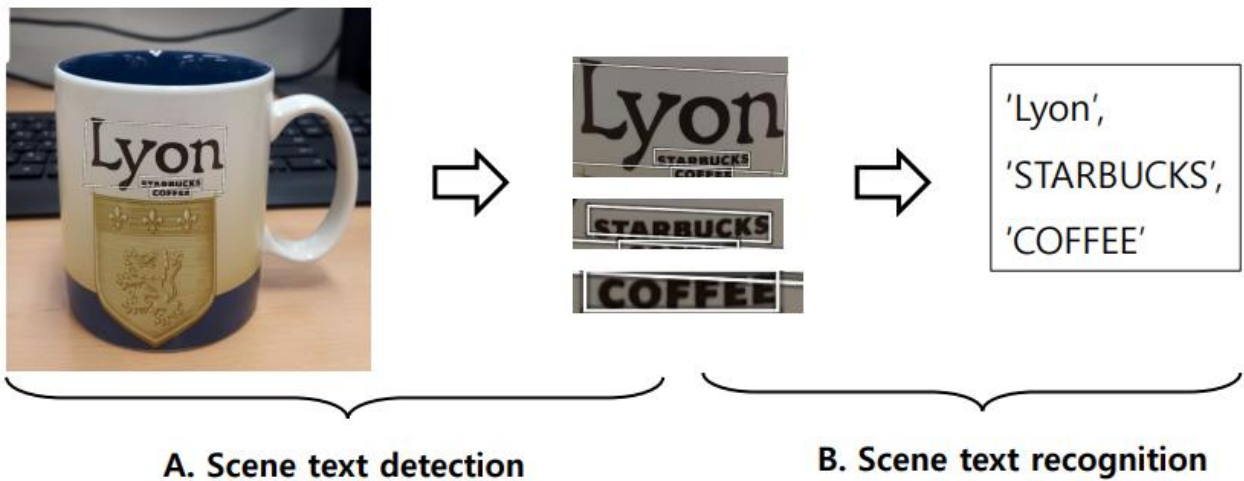 Lyon
STARBUCKS
COFFEE
Lyon
STARBUCKS
COFFEE
STARBUCKS
COFFEE
'Lyon',
'STARBUCKS',
'COFFEE'
A. Scene text detection
B. Scene text recognition